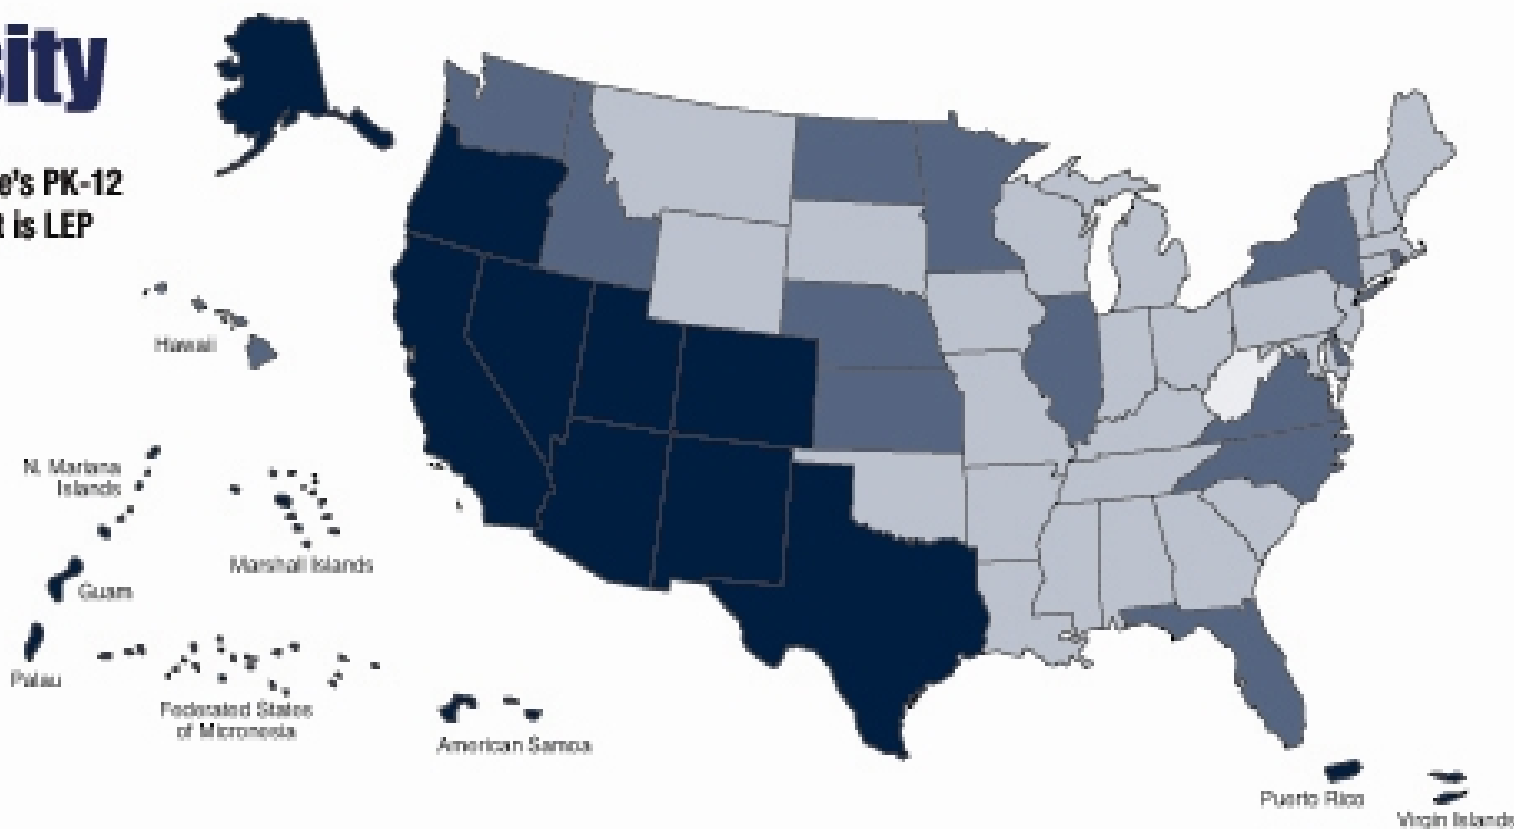 sity
e's PK-12
t is LEP
Hawaii
N. Mariana
Islands
Marshall Islands
Guam
Palau
Federated States
of Micronesia
American Samoa
Puerto Rico
Virgin Islands